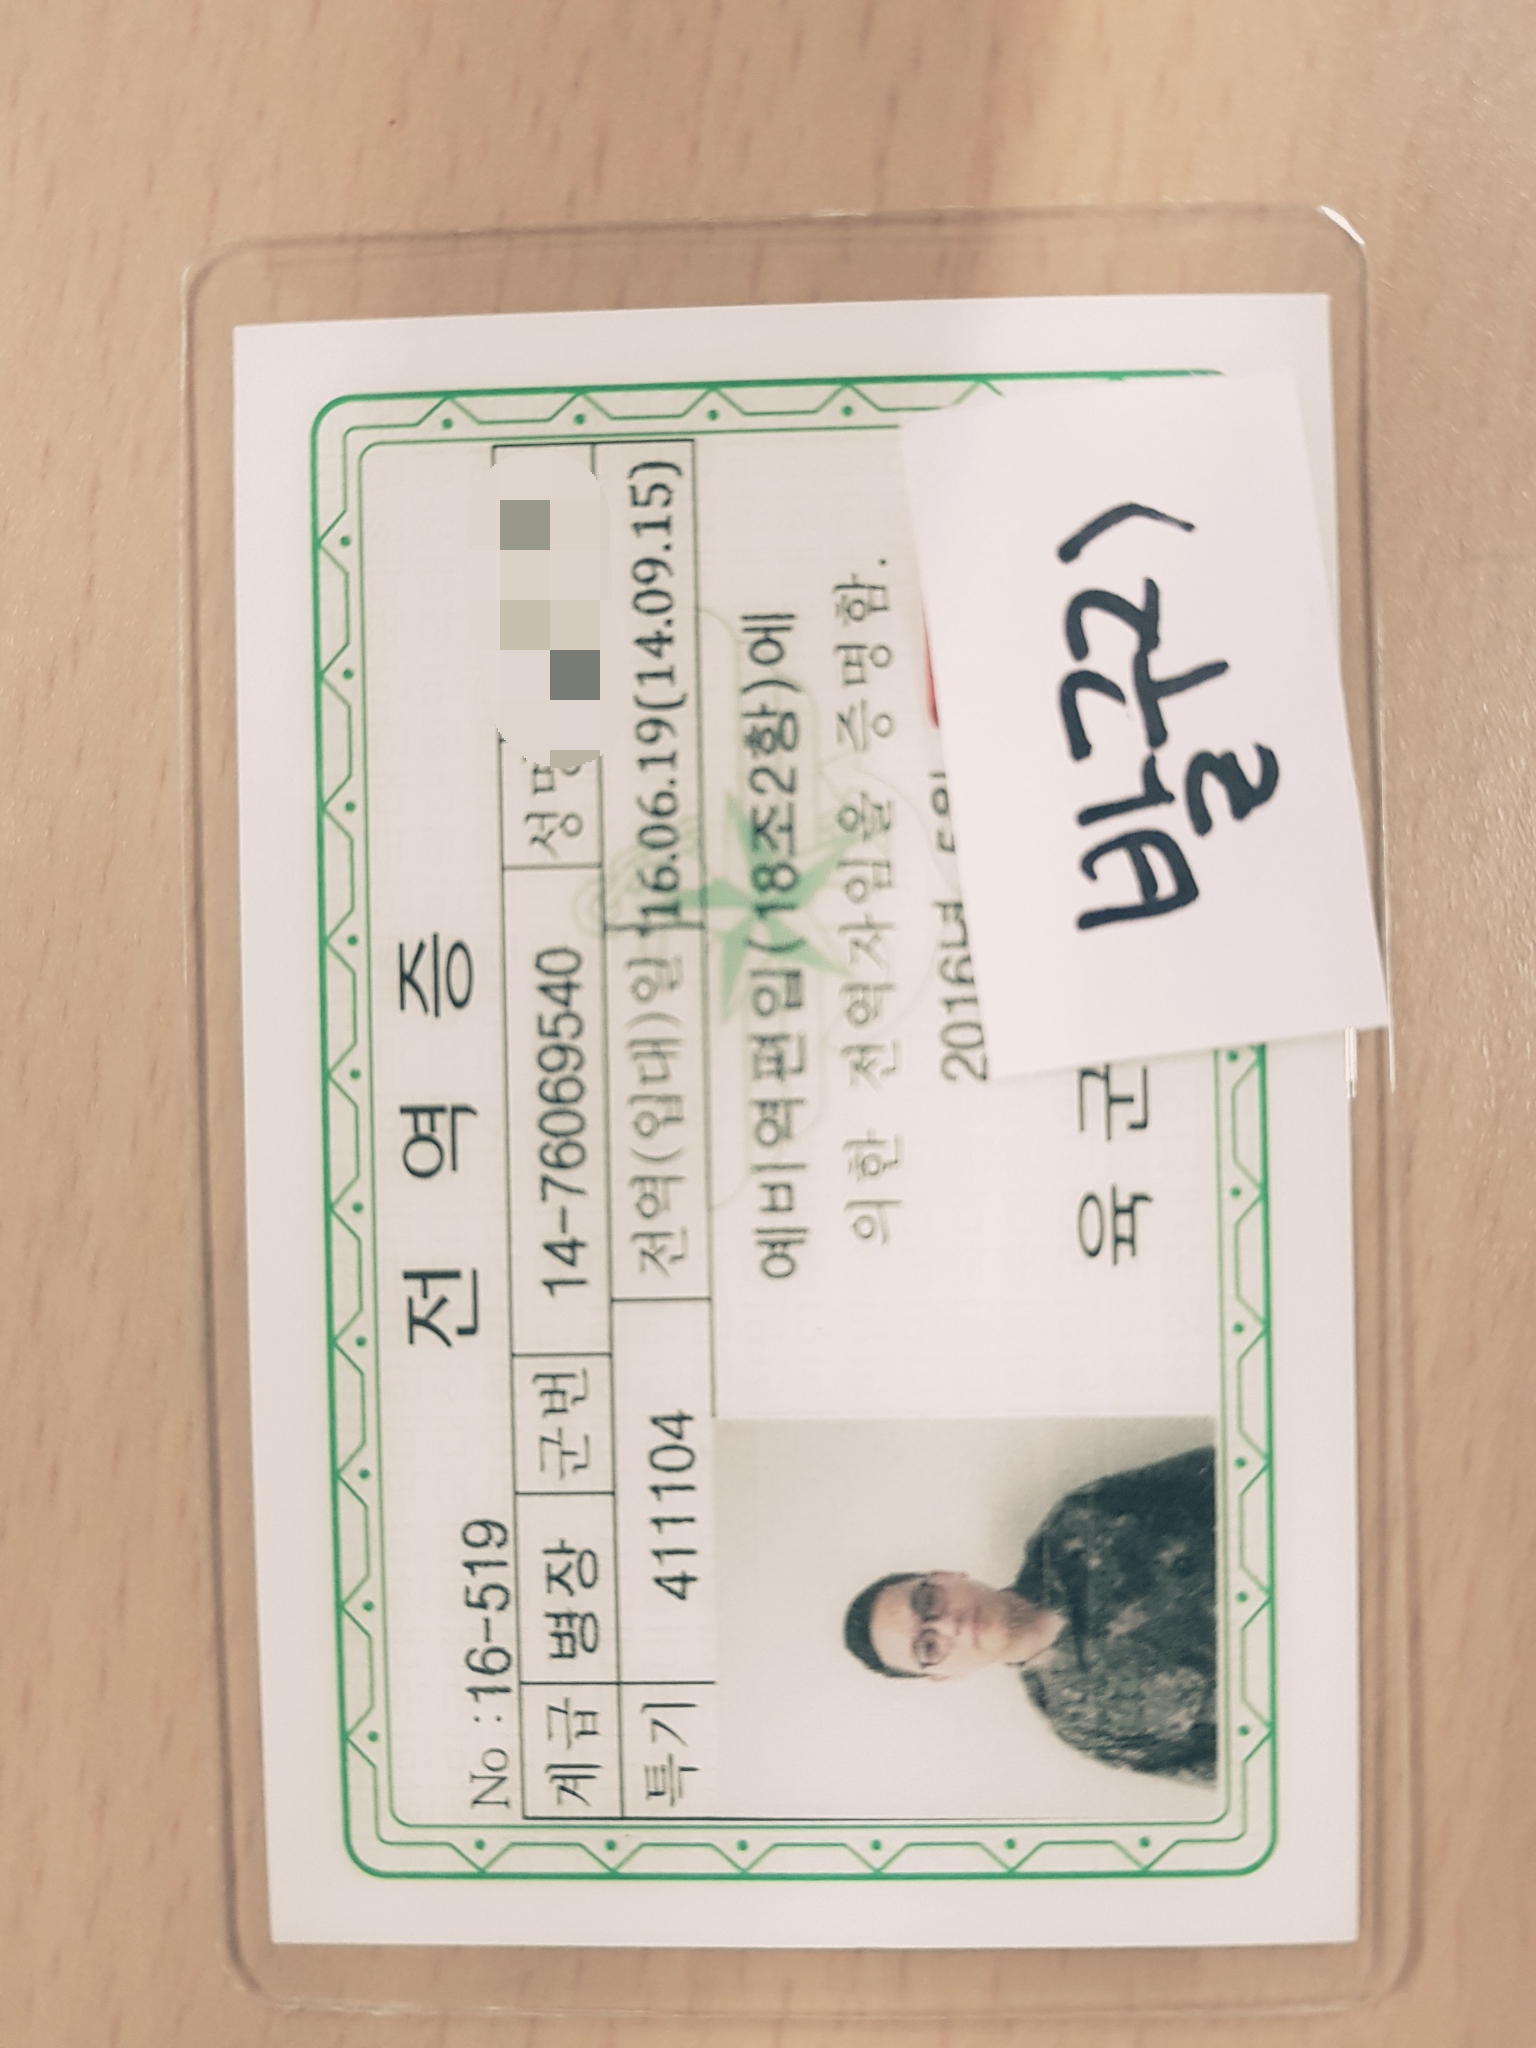 전 역 증
No : 16-519
계급 병장 군번 14-76069540 성명
특기 411104 전역(입대)일 16.06.19(14.09.15)
예비역편입(18조2항)에
의한 전역자임을 증명함.
2016년
육 군